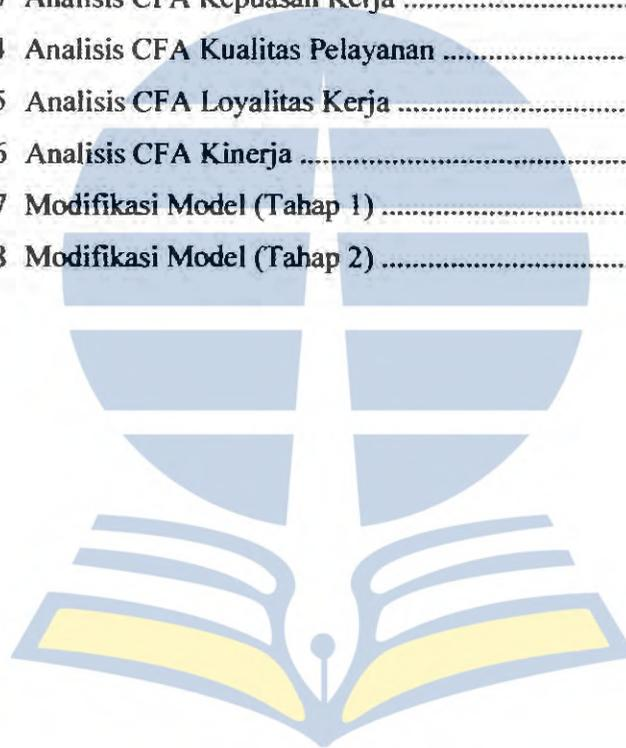 Analisis CFA Kepuasan Kerja ........................
4 Analisis CFA Kualitas Pelayanan ........................
5 Analisis CFA Loyalitas Kerja ........................
6 Analisis CFA Kinerja ........................
7 Modifikasi Model (Tahap 1) ........................
8 Modifikasi Model (Tahap 2) ........................